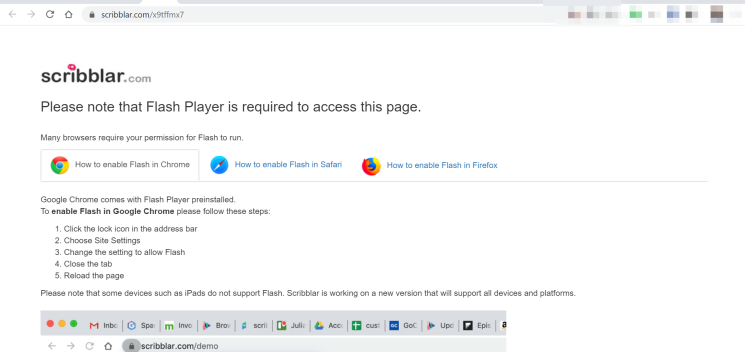 scribblar.com/x9tffmx7
scribblar.com
Please note that Flash Player is required to access this page.
Many browsers require your permission for Flash to run.
How to enable Flash in Chrome How to enable Flash in Safari How to enable Flash in Firefox
Google Chrome comes with Flash Player preinstalled.
To enable Flash in Google Chrome please follow these steps:
1. Click the lock icon in the address bar
2. Choose Site Settings
3. Change the setting to allow Flash
4. Close the tab
5. Reload the page
Please note that some devices such as iPads do not support Flash. Scribblar is working on a new version that will support all devices and platforms.
Inbo Spa Invo Brov scrib Julia Acco cust GoC Upd Epis
scribblar.com/demo